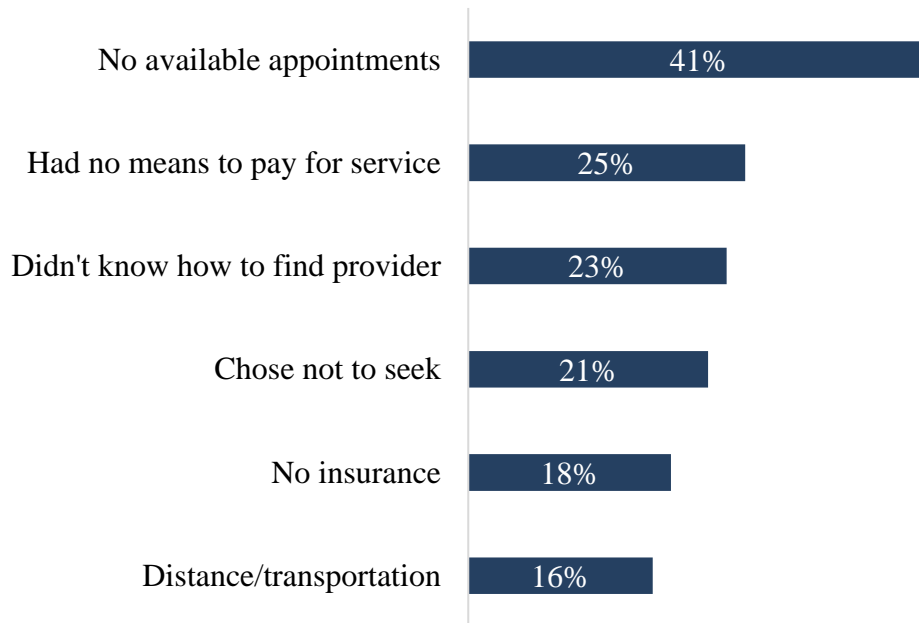 No available appointments 41%
Had no means to pay for service 25%
Didn't know how to find provider 23%
Chose not to seek 21%
No insurance 18%
Distance/transportation 16%